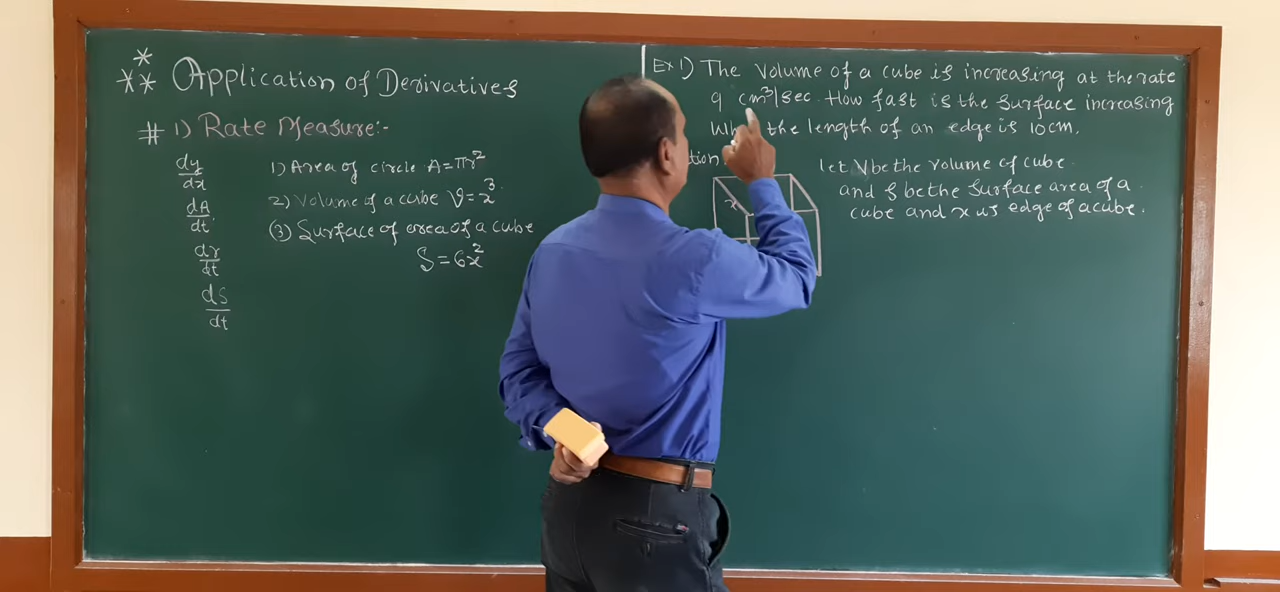 *** Application of Derivatives
# 1) Rate Measure:-
dy/dx
dA/dt
dr/dt
dS/dt
1) Area of circle A=πr²
2) Volume of a cube V=x³
(3) Surface of area of a cube
S=6x²
Ex 1) The Volume of a cube is increasing at the rate
9 cm³/sec. How fast is the Surface increasing
the length of an edge is 10cm.
x
let V be the volume of cube
and S be the Surface area of a
cube and x is edge of a cube.